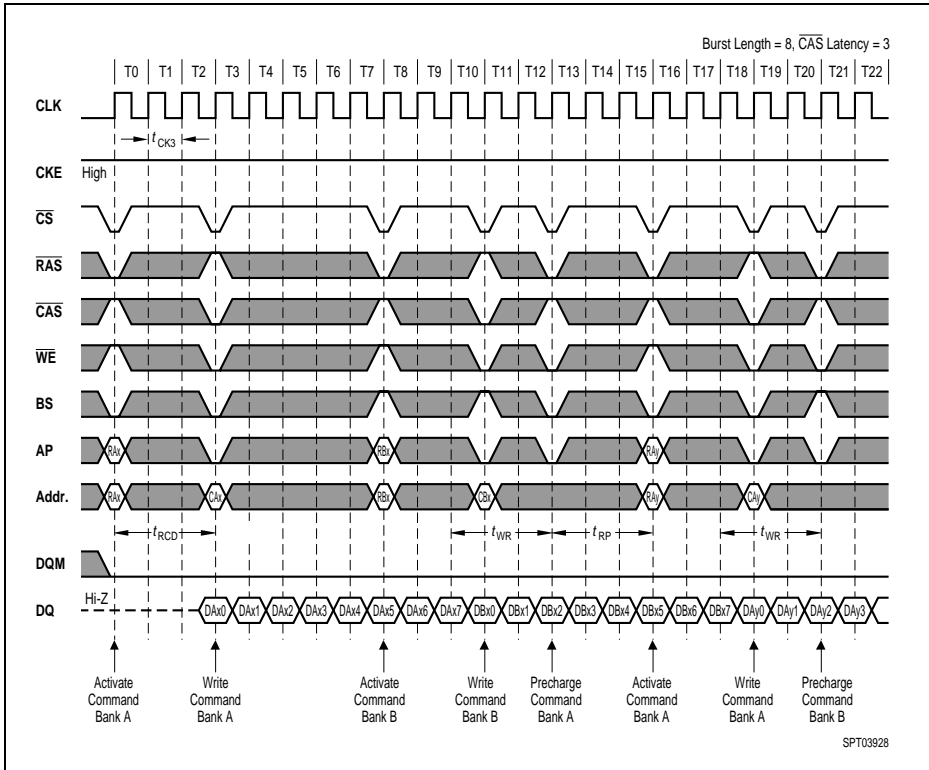 Burst Length = 8, CAS Latency = 3
T0 T1 T2 T3 T4 T5 T6 T7 T8 T9 T10 T11 T12 T13 T14 T15 T16 T17 T18 T19 T20 T21 T22
CLK
tCK3
CKE High
CS
RAS
CAS
WE
BS
AP RAx RBx RAy
Addr. RAx CAx RBx CBx RAy CAy
tRCD tWR tRP tWR
DQM
Hi-Z
DQ DAx0 DAx1 DAx2 DAx3 DAx4 DAx5 DAx6 DAx7 DBx0 DBx1 DBx2 DBx3 DBx4 DBx5 DBx6 DBx7 DAy0 DAy1 DAy2 DAy3
Activate Write Activate Write Precharge Activate Write Precharge
Command Command Command Command Command Command Command Command
Bank A Bank A Bank B Bank B Bank A Bank A Bank A Bank B
SPT03928